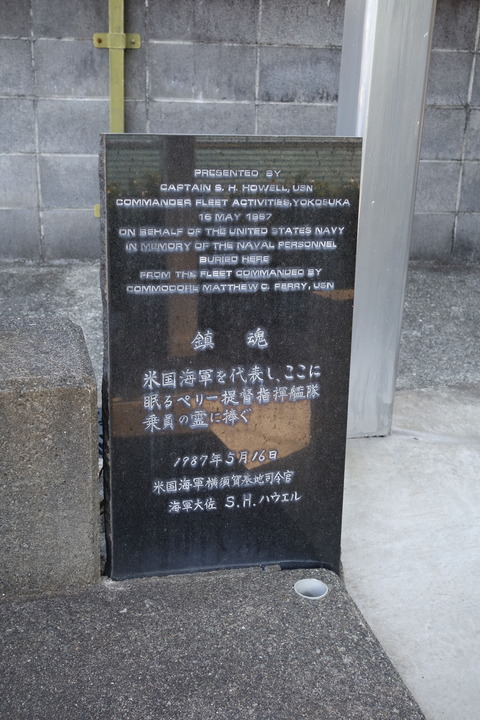 PRESENTED BY
CAPTAIN S. H. HOWELL, USN
COMMANDER FLEET ACTIVITIES, YOKOSUKA
16 MAY 1987
ON BEHALF OF THE UNITED STATES NAVY
IN MEMORY OF THE NAVAL PERSONNEL
BURIED HERE
FROM THE FLEET COMMANDED BY
COMMODORE MATTHEW C. PERRY, USN
鎮 魂
米国海軍を代表し、ここに
眠るペリー提督指揮艦隊
乗員の霊に捧ぐ
1987年5月16日
米国海軍横須賀基地司令官
海軍大佐 S.H.ハウエル